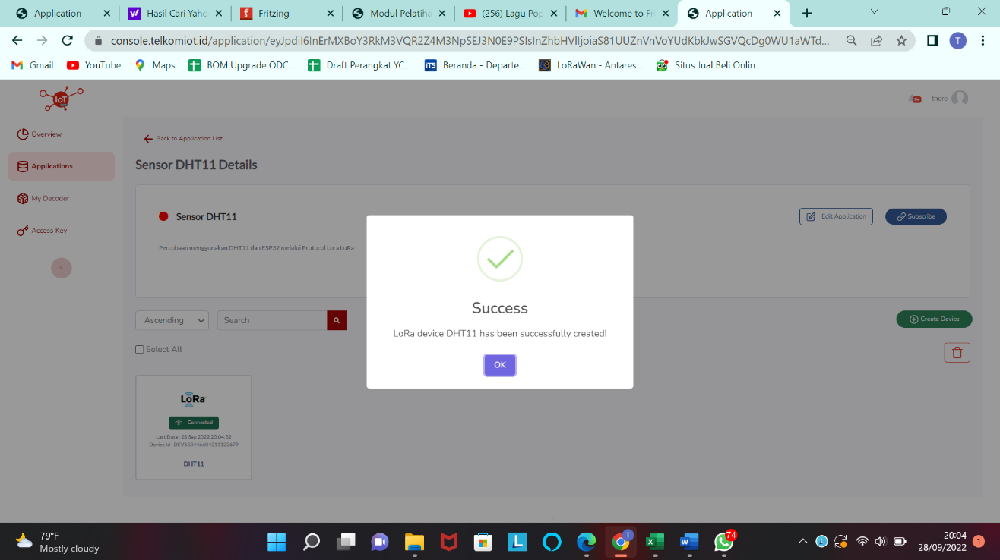 Application
Hasil Cari Yaho
Fritzing
Modul Pelatiha
(256) Lagu Pop
Welcome to Fr
Application
console.telkomiot.id/application/eyJpdiI6InErMXBoY3RkM3VQR2Z4M3NpSEJ3N0E9PSIsInZhbHVlIjoiaS81UUZnVnVoYUdKbkJwSGVQcDg0WU1aWTd...
T
Gmail
YouTube
Maps
BOM Upgrade ODC...
Draft Perangkat YC...
ITS
Beranda - Departe...
LoRaWan - Antares...
Situs Jual Beli Onlin...
IoT
5+
there
Overview
Applications
My Decoder
Access Key
Back to Application List
Sensor DHT11 Details
Sensor DHT11
Edit Application
Subscribe
Percobaan menggunakan DHT11 dan ESP32 melalui Protocol Lora LoRa
Success
LoRa device DHT11 has been successfully created!
OK
Ascending
Search
Create Device
Select All
LoRa
Connected
Last Data : 28 Sep 2022 20:04:32
Device Id : DEV633446604211122679
DHT11
79°F
Mostly cloudy
L
T
W
74
L
20:04
28/09/2022
1